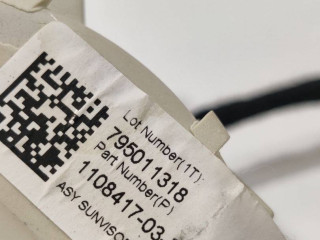 Lot Number(1T):
795011318
Part Number(P)
1108417-03
ASY SUNVISO